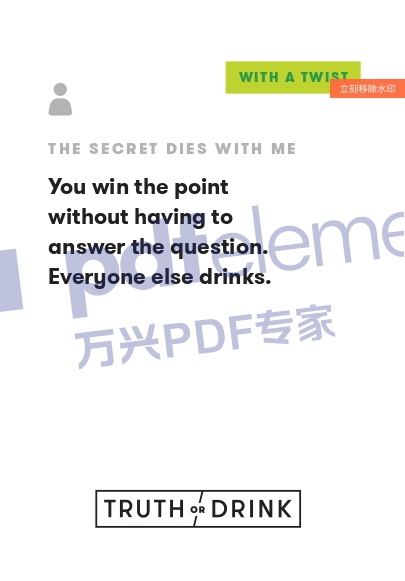 WITH A TWIST
立刻移除水印
THE SECRET DIES WITH ME
You win the point
without having to
answer the question.
Everyone else drinks.
pdfeleme
万兴PDF专家
TRUTH OR DRINK